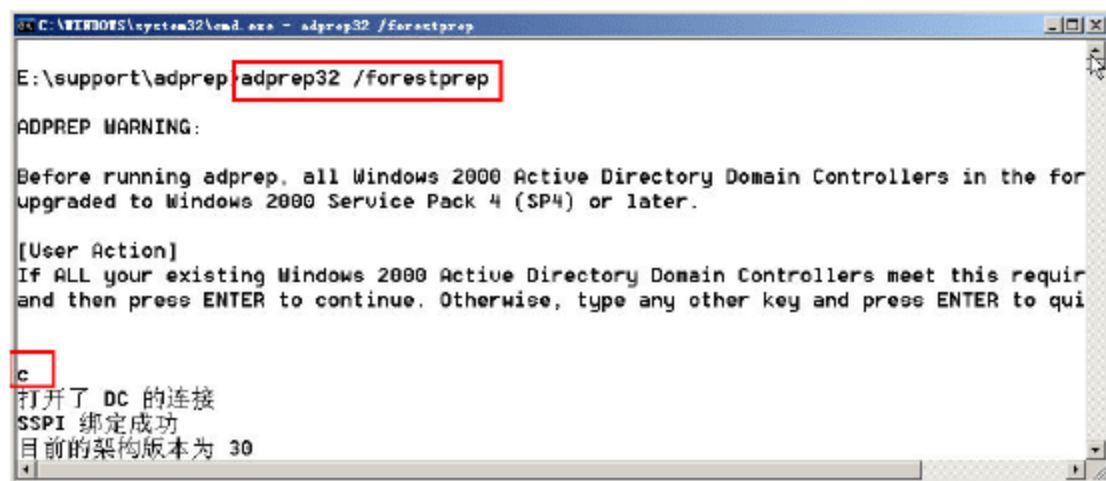 C:\WINDOWS\system32\cmd.exe - adprep32 /forestprep
E:\support\adprep>adprep32 /forestprep
ADPREP WARNING:
Before running adprep, all Windows 2000 Active Directory Domain Controllers in the for
upgraded to Windows 2000 Service Pack 4 (SP4) or later.
[User Action]
If ALL your existing Windows 2000 Active Directory Domain Controllers meet this requir
and then press ENTER to continue. Otherwise, type any other key and press ENTER to qui
c
打开了 DC 的连接
SSPI 绑定成功
目前的架构版本为 30